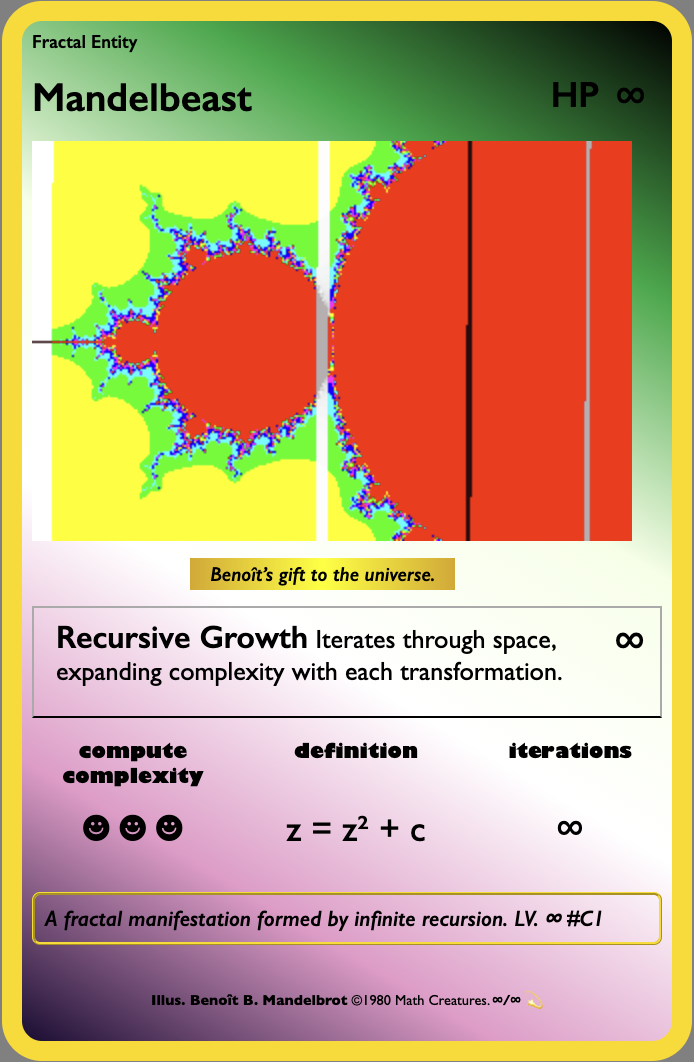 Fractal Entity
Mandelbeast HP ∞
Benoît’s gift to the universe.
Recursive Growth Iterates through space, ∞
expanding complexity with each transformation.
compute definition iterations
complexity
☻ ☻ ☻ z = z² + c ∞
A fractal manifestation formed by infinite recursion. LV. ∞ #C1
Illus. Benoît B. Mandelbrot ©1980 Math Creatures. ∞/∞ 💫